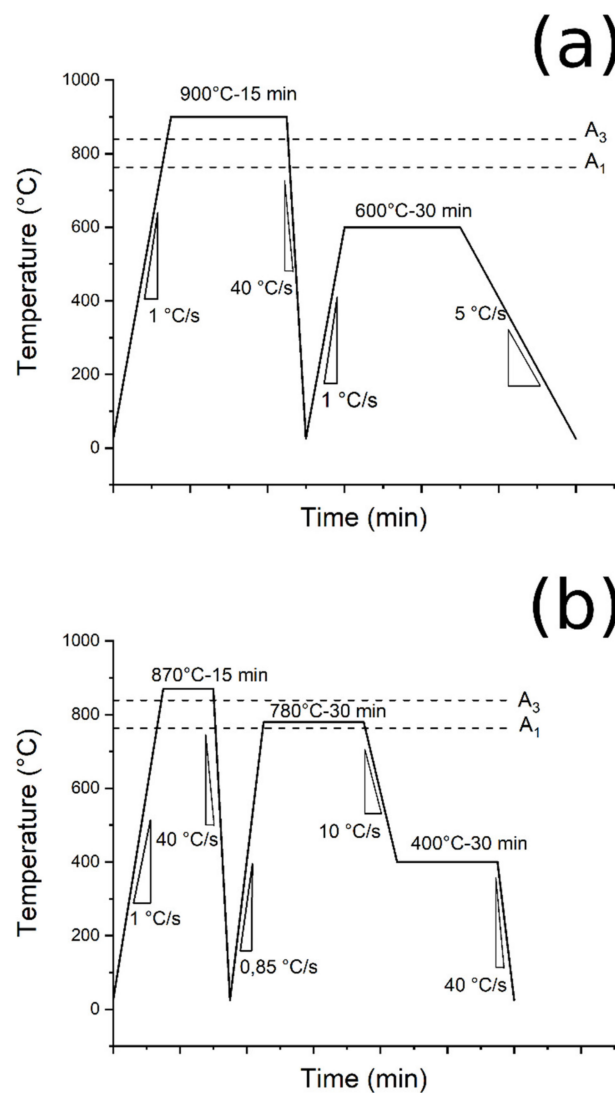 (a)
1000
900°C-15 min
A3
800
A1
600
600°C-30 min
400
40 °C/s
1 °C/s
5 °C/s
200
1 °C/s
0
Temperature (°C)
Time (min)
(b)
1000
870°C-15 min
A3
800
780°C-30 min
A1
600
40 °C/s
10 °C/s
400°C-30 min
400
1 °C/s
200
0,85 °C/s
40 °C/s
0
Temperature (°C)
Time (min)